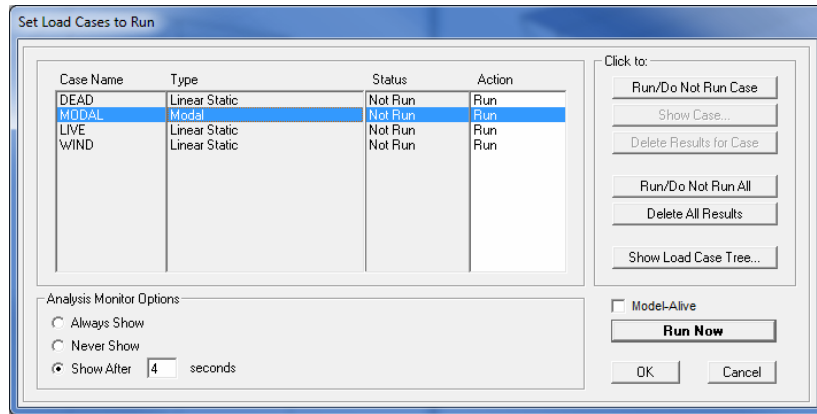 Set Load Cases to Run
Case Name Type Status Action
DEAD Linear Static Not Run Run
MODAL Modal Not Run Run
LIVE Linear Static Not Run Run
WIND Linear Static Not Run Run
Click to:
Run/Do Not Run Case
Show Case...
Delete Results for Case
Run/Do Not Run All
Delete All Results
Show Load Case Tree...
Analysis Monitor Options
Always Show
Never Show
Show After 4 seconds
Model-Alive
Run Now
OK Cancel